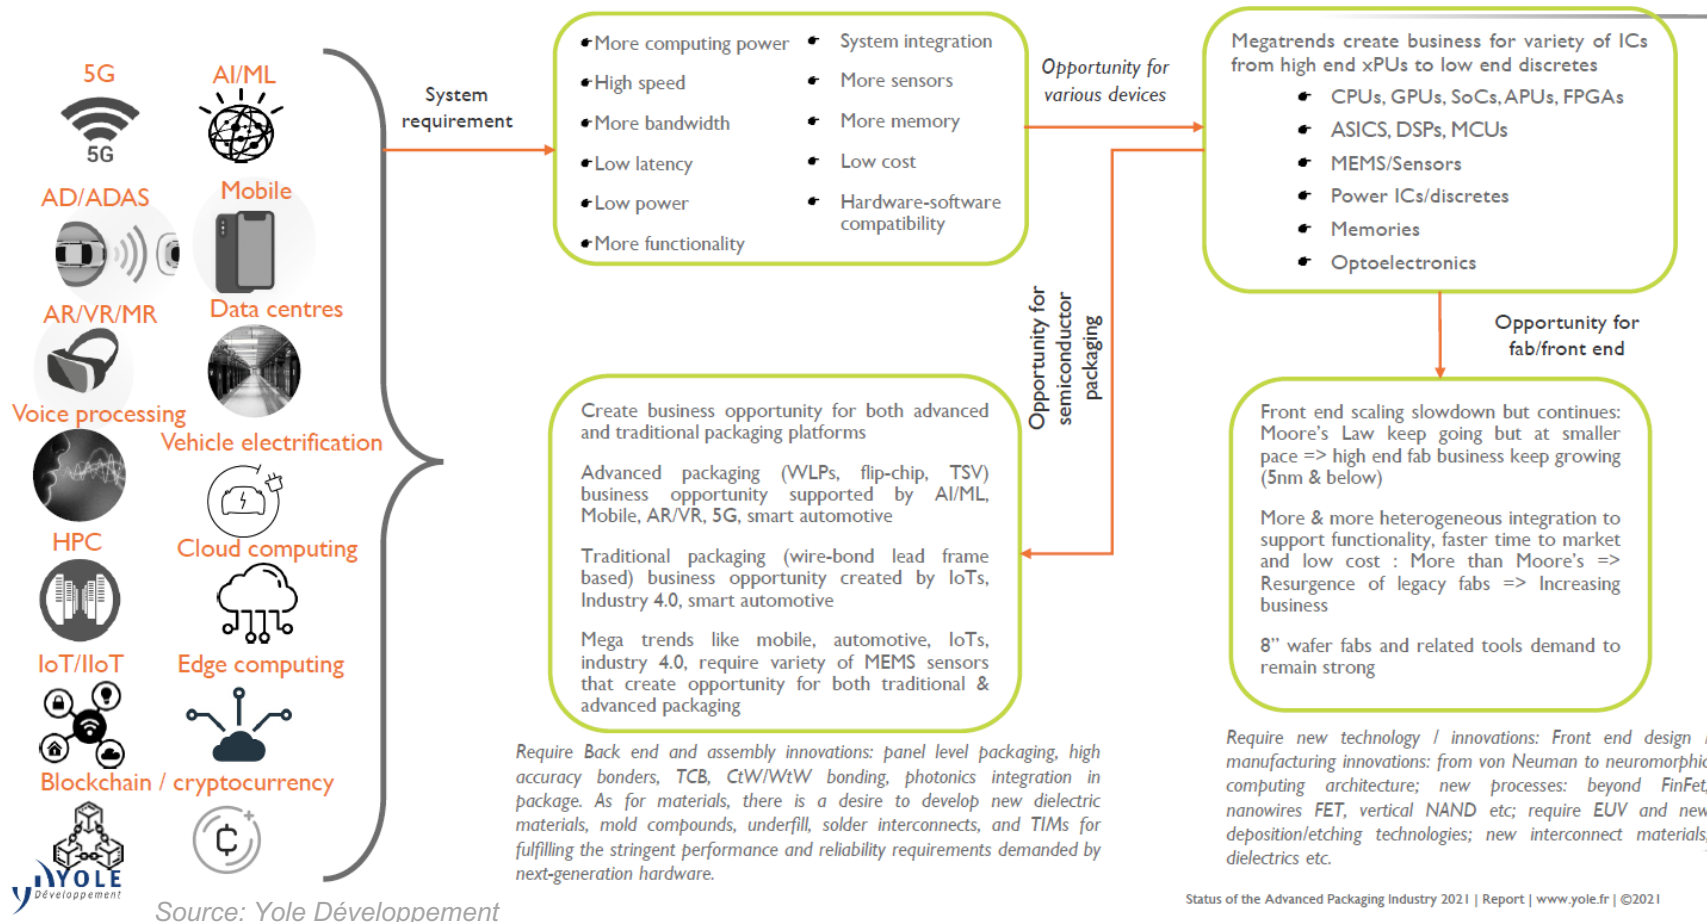 5G
AI/ML
5G
AD/ADAS
Mobile
AR/VR/MR
Data centres
Voice processing
Vehicle electrification
HPC
Cloud computing
IoT/IIoT
Edge computing
Blockchain / cryptocurrency
YOLE
Développement
Source: Yole Développement
System
requirement
More computing power
High speed
More bandwidth
Low latency
Low power
More functionality
System integration
More sensors
More memory
Low cost
Hardware-software
compatibility
Opportunity for
various devices
Megatrends create business for variety of ICs
from high end xPUs to low end discretes
CPUs, GPUs, SoCs, APUs, FPGAs
ASICS, DSPs, MCUs
MEMS/Sensors
Power ICs/discretes
Memories
Optoelectronics
Opportunity for
semiconductor
packaging
Opportunity for
fab/front end
Create business opportunity for both advanced
and traditional packaging platforms
Advanced packaging (WLPs, flip-chip, TSV)
business opportunity supported by AI/ML,
Mobile, AR/VR, 5G, smart automotive
Traditional packaging (wire-bond lead frame
based) business opportunity created by IoTs,
Industry 4.0, smart automotive
Mega trends like mobile, automotive, IoTs,
industry 4.0, require variety of MEMS sensors
that create opportunity for both traditional &
advanced packaging
Require Back end and assembly innovations: panel level packaging, high
accuracy bonders, TCB, CtW/WtW bonding, photonics integration in
package. As for materials, there is a desire to develop new dielectric
materials, mold compounds, underfill, solder interconnects, and TIMs for
fulfilling the stringent performance and reliability requirements demanded by
next-generation hardware.
Front end scaling slowdown but continues:
Moore's Law keep going but at smaller
pace => high end fab business keep growing
(5nm & below)
More & more heterogeneous integration to
support functionality, faster time to market
and low cost : More than Moore's =>
Resurgence of legacy fabs => Increasing
business
8" wafer fabs and related tools demand to
remain strong
Require new technology / innovations: Front end design /
manufacturing innovations: from von Neuman to neuromorphic
computing architecture; new processes: beyond FinFet,
nanowires FET, vertical NAND etc; require EUV and new
deposition/etching technologies; new interconnect materials,
dielectrics etc.
Status of the Advanced Packaging Industry 2021 | Report | www.yole.fr | ©2021